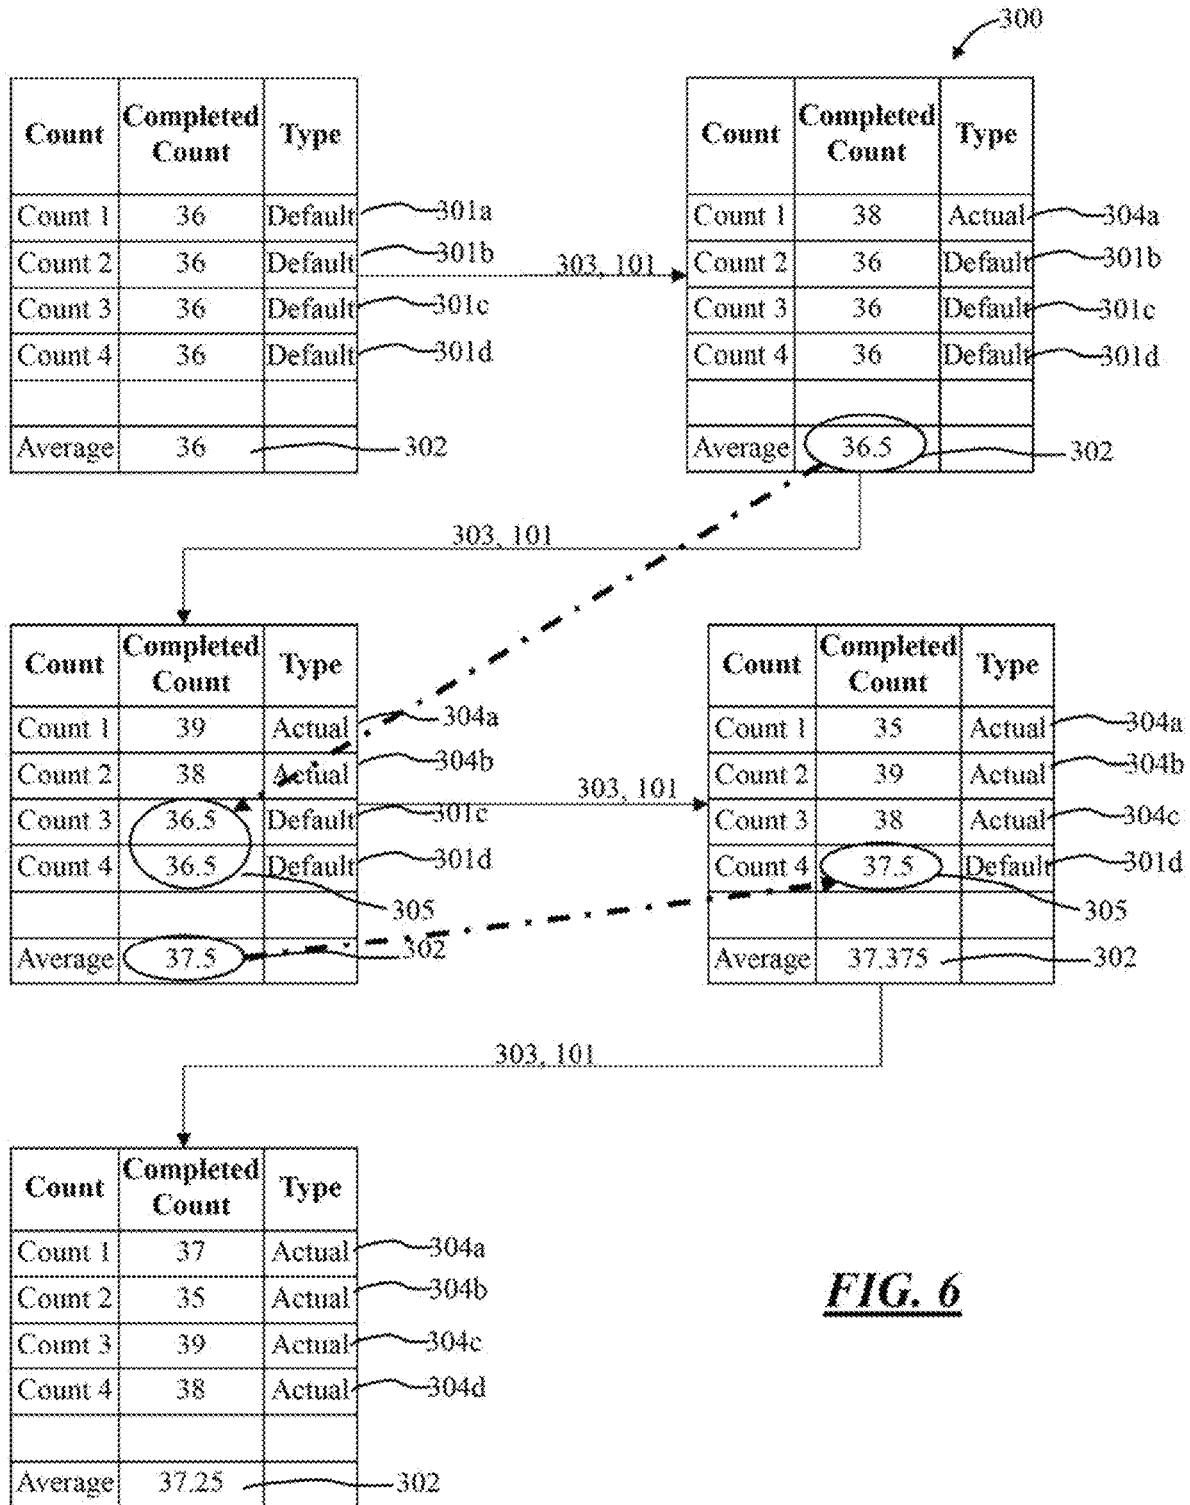 300
Count Completed Count Type
Count 1 36 Default 301a
Count 2 36 Default 301b
Count 3 36 Default 301c
Count 4 36 Default 301d
Average 36 302
303, 101
Count Completed Count Type
Count 1 38 Actual 304a
Count 2 36 Default 301b
Count 3 36 Default 301c
Count 4 36 Default 301d
Average 36.5 302
303, 101
Count Completed Count Type
Count 1 39 Actual 304a
Count 2 38 Actual 304b
Count 3 36.5 Default 301c
Count 4 36.5 Default 301d
305
Average 37.5 302
303, 101
Count Completed Count Type
Count 1 35 Actual 304a
Count 2 39 Actual 304b
Count 3 38 Actual 304c
Count 4 37.5 Default 301d
305
Average 37.375 302
303, 101
Count Completed Count Type
Count 1 37 Actual 304a
Count 2 35 Actual 304b
Count 3 39 Actual 304c
Count 4 38 Actual 304d
Average 37.25 302
FIG. 6